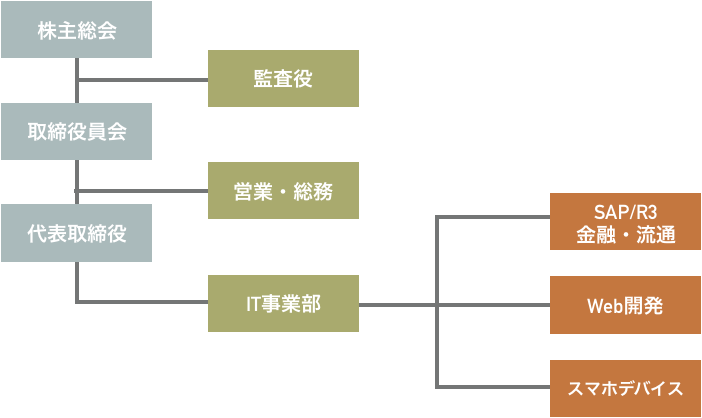 株主総会
監査役
取締役員会
営業・総務
代表取締役
IT事業部
SAP/R3
金融・流通
Web開発
スマホデバイス